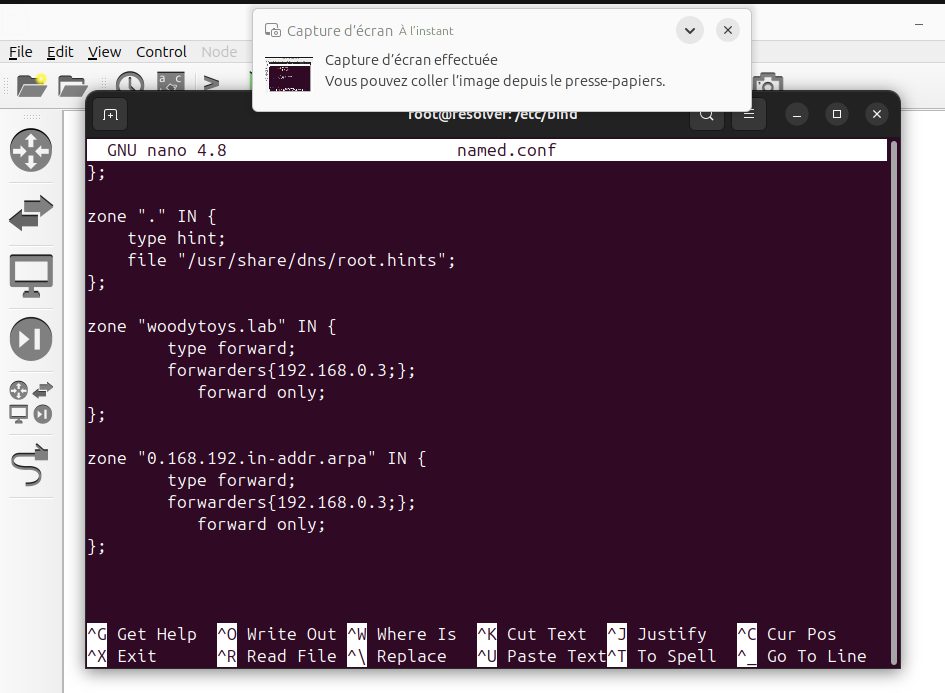 Capture d'écran À l'instant
Capture d'écran effectuée
Vous pouvez coller l'image depuis le presse-papiers.
File Edit View Control Node
a c
root@resolver: /etc/bind
GNU nano 4.8 named.conf
};
zone "." IN {
type hint;
file "/usr/share/dns/root.hints";
};
zone "woodytoys.lab" IN {
type forward;
forwarders{192.168.0.3;};
forward only;
};
zone "0.168.192.in-addr.arpa" IN {
type forward;
forwarders{192.168.0.3;};
forward only;
};
^G Get Help ^O Write Out ^W Where Is ^K Cut Text ^J Justify ^C Cur Pos
^X Exit ^R Read File ^\ Replace ^U Paste Text ^T To Spell ^_ Go To Line